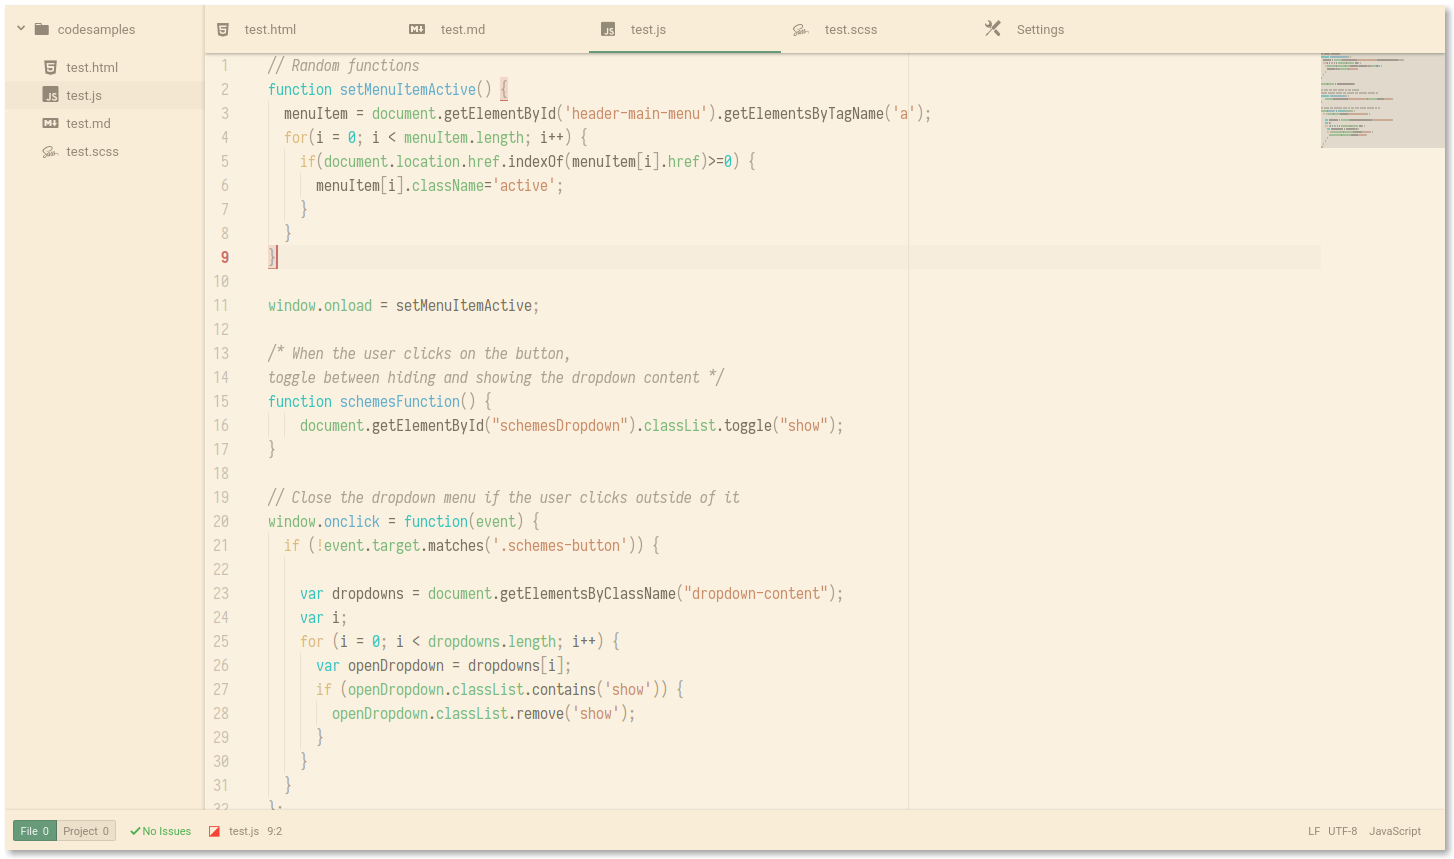 codesamples
test.html
test.js
test.md
test.scss
test.html test.md test.js test.scss Settings
1 // Random functions
2 function setMenuItemActive() {
3   menuItem = document.getElementById('header-main-menu').getElementsByTagName('a');
4   for(i = 0; i < menuItem.length; i++) {
5     if(document.location.href.indexOf(menuItem[i].href)>=0) {
6       menuItem[i].className='active';
7     }
8   }
9 }
10
11 window.onload = setMenuItemActive;
12
13 /* When the user clicks on the button,
14 toggle between hiding and showing the dropdown content */
15 function schemesFunction() {
16     document.getElementById("schemesDropdown").classList.toggle("show");
17 }
18
19 // Close the dropdown menu if the user clicks outside of it
20 window.onclick = function(event) {
21   if (!event.target.matches('.schemes-button')) {
22
23     var dropdowns = document.getElementsByClassName("dropdown-content");
24     var i;
25     for (i = 0; i < dropdowns.length; i++) {
26       var openDropdown = dropdowns[i];
27       if (openDropdown.classList.contains('show')) {
28         openDropdown.classList.remove('show');
29       }
30     }
31   }
32 };
File 0 Project 0 No Issues test.js 9:2 LF UTF-8 JavaScript